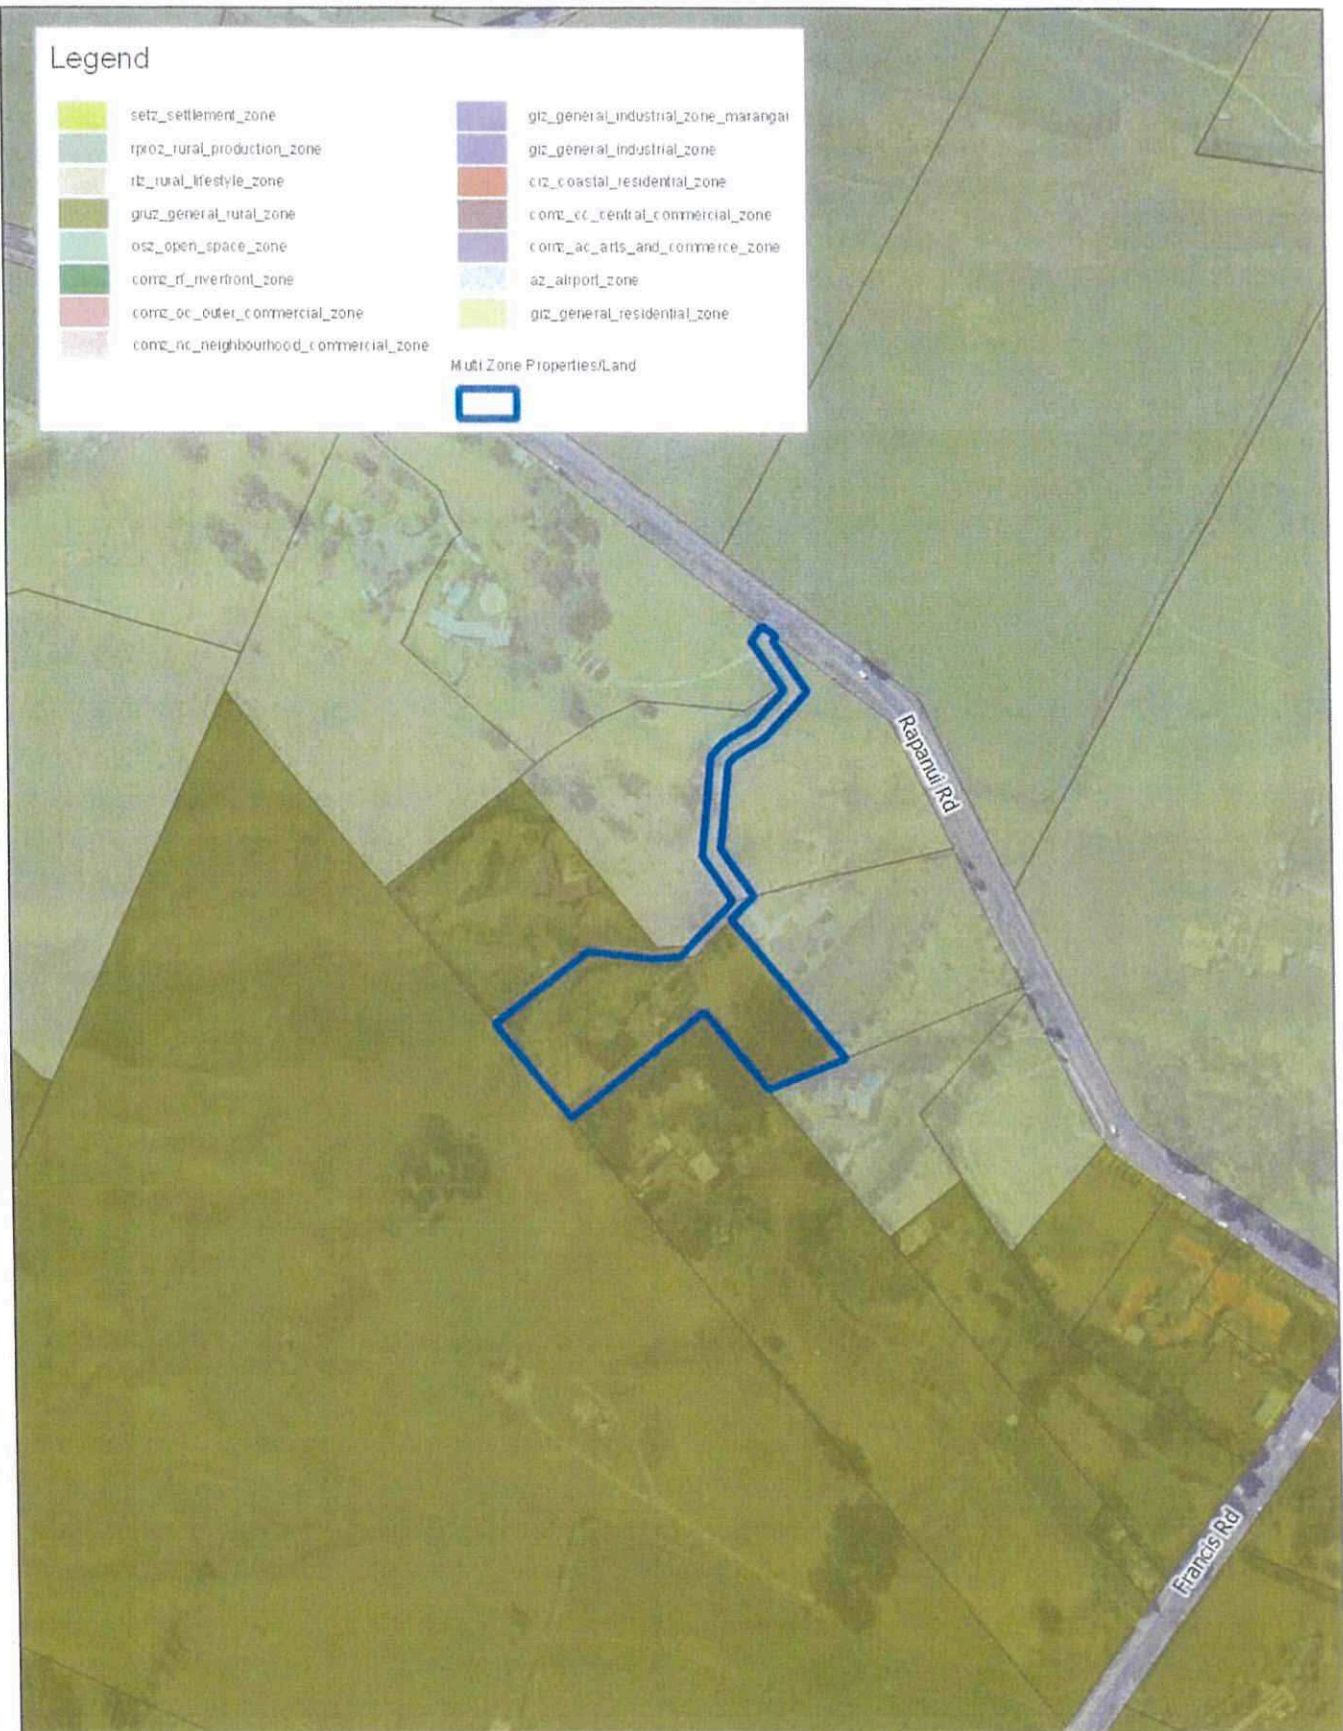 Legend
setz_settlement_zone
rproz_rural_production_zone
rlz_rural_lifestyle_zone
gruz_general_rural_zone
osz_open_space_zone
comz_rf_riverfront_zone
comz_oc_outer_commercial_zone
comz_nc_neighbourhood_commercial_zone
giz_general_industrial_zone_marangai
giz_general_industrial_zone
crz_coastal_residential_zone
comz_cc_central_commercial_zone
comz_ac_arts_and_commerce_zone
az_airport_zone
grz_general_residential_zone
Multi Zone Properties/Land
Rapanui Rd
Francis Rd